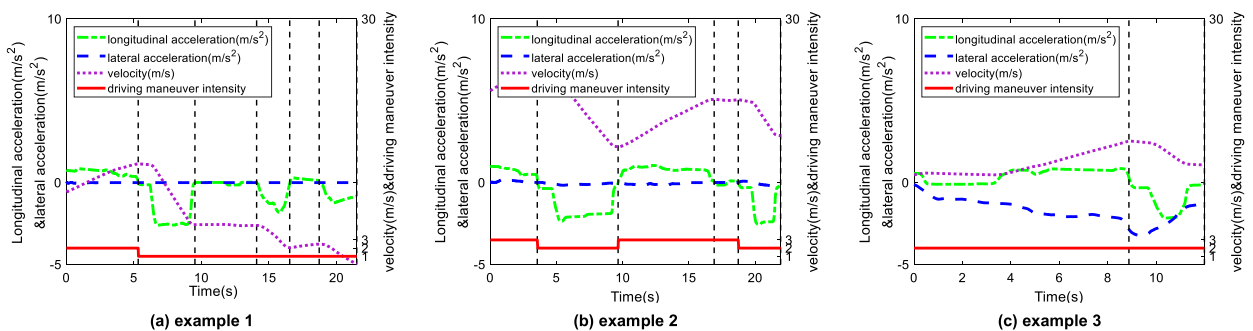 10
30
longitudinal acceleration(m/s²)
lateral acceleration(m/s²)
velocity(m/s)
driving maneuver intensity
Longitudinal acceleration(m/s²)
&lateral acceleration(m/s²)
velocity(m/s)&driving maneuver intensity
0
-5
3
2
1
0 5 10 15 20
Time(s)
(a) example 1
10
30
longitudinal acceleration(m/s²)
lateral acceleration(m/s²)
velocity(m/s)
driving maneuver intensity
Longitudinal acceleration(m/s²)
&lateral acceleration(m/s²)
velocity(m/s)&driving maneuver intensity
0
-5
3
2
1
0 5 10 15 20
Time(s)
(b) example 2
10
30
longitudinal acceleration(m/s²)
lateral acceleration(m/s²)
velocity(m/s)
driving maneuver intensity
Longitudinal acceleration(m/s²)
&lateral acceleration(m/s²)
velocity(m/s)&driving maneuver intensity
0
-5
3
2
1
0 2 4 6 8 10
Time(s)
(c) example 3